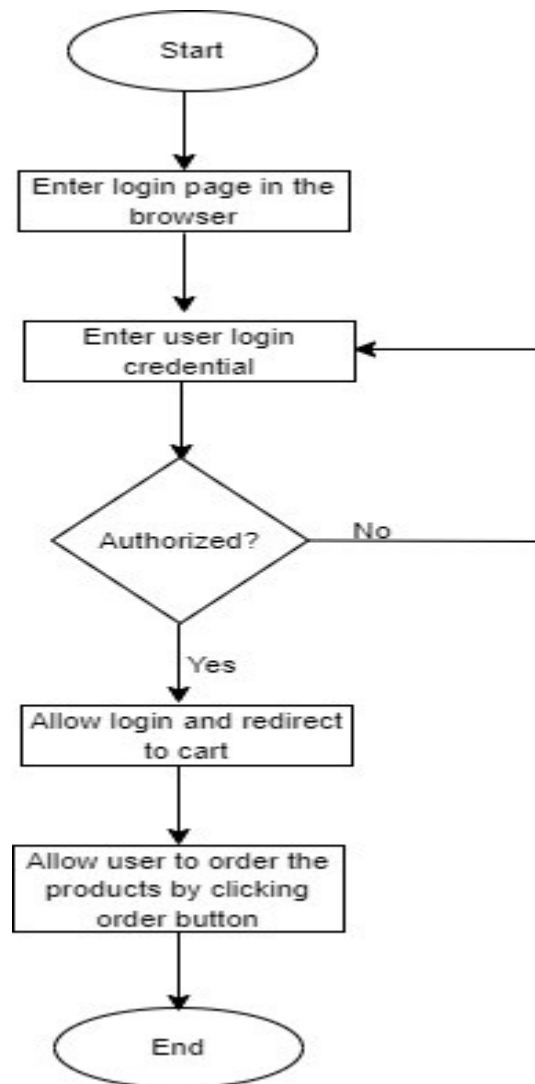 Start
Enter login page in the
browser
Enter user login
credential
Authorized?
No
Yes
Allow login and redirect
to cart
Allow user to order the
products by clicking
order button
End